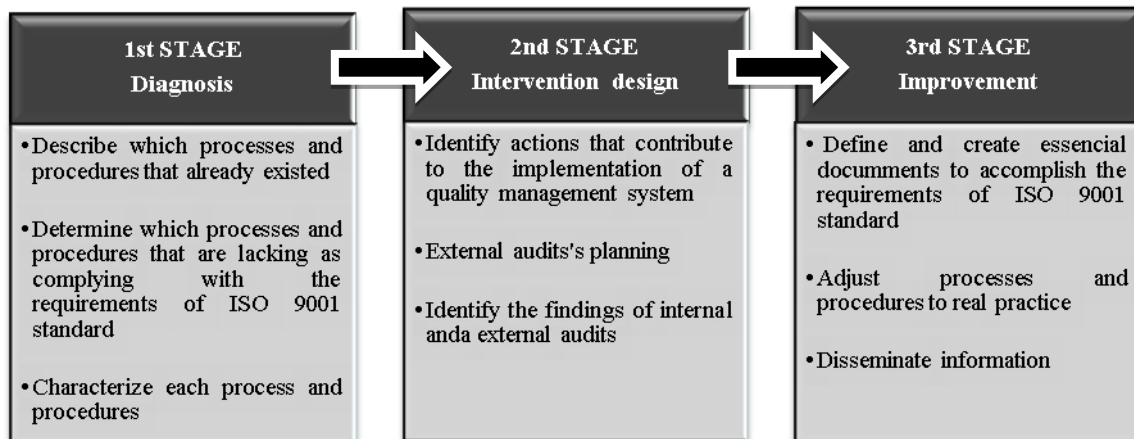 1st STAGE
Diagnosis
•Describe which processes and
procedures that already existed
•Determine which processes and
procedures that are lacking as
complying with the
requirements of ISO 9001
standard
•Characterize each process and
procedures
2nd STAGE
Intervention design
•Identify actions that contribute
to the implementation of a
quality management system
•External audits's planning
•Identify the findings of internal
anda external audits
3rd STAGE
Improvement
• Define and create essencial
documments to accomplish the
requirements of ISO 9001
standard
•Adjust processes and
procedures to real practice
•Disseminate information